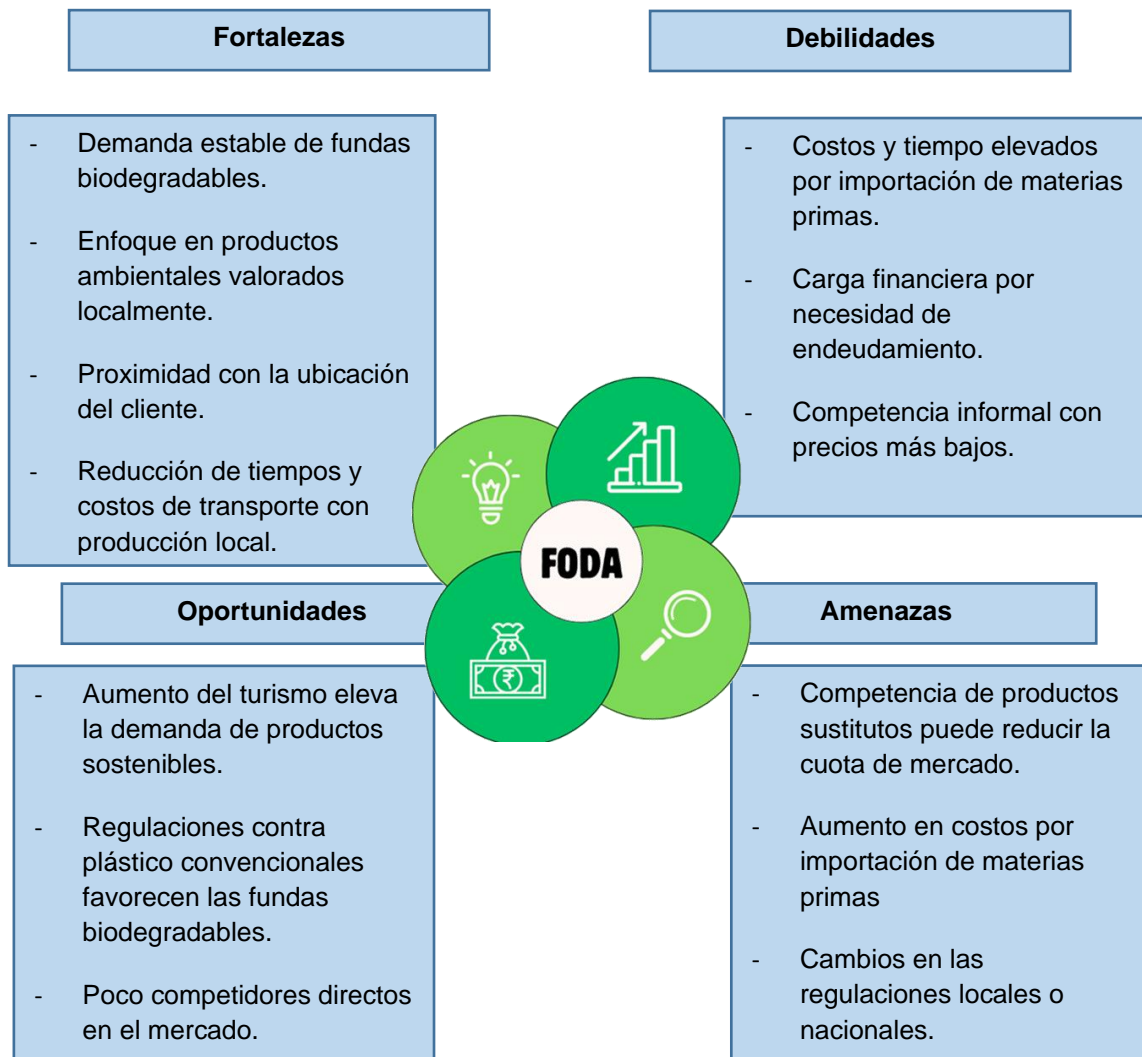 Fortalezas
- Demanda estable de fundas
biodegradables.
- Enfoque en productos
ambientales valorados
localmente.
- Proximidad con la ubicación
del cliente.
- Reducción de tiempos y
costos de transporte con
producción local.
Debilidades
- Costos y tiempo elevados
por importación de materias
primas.
- Carga financiera por
necesidad de
endeudamiento.
- Competencia informal con
precios más bajos.
FODA
₹
Oportunidades
- Aumento del turismo eleva
la demanda de productos
sostenibles.
- Regulaciones contra
plástico convencionales
favorecen las fundas
biodegradables.
- Poco competidores directos
en el mercado.
Amenazas
- Competencia de productos
sustitutos puede reducir la
cuota de mercado.
- Aumento en costos por
importación de materias
primas
- Cambios en las
regulaciones locales o
nacionales.